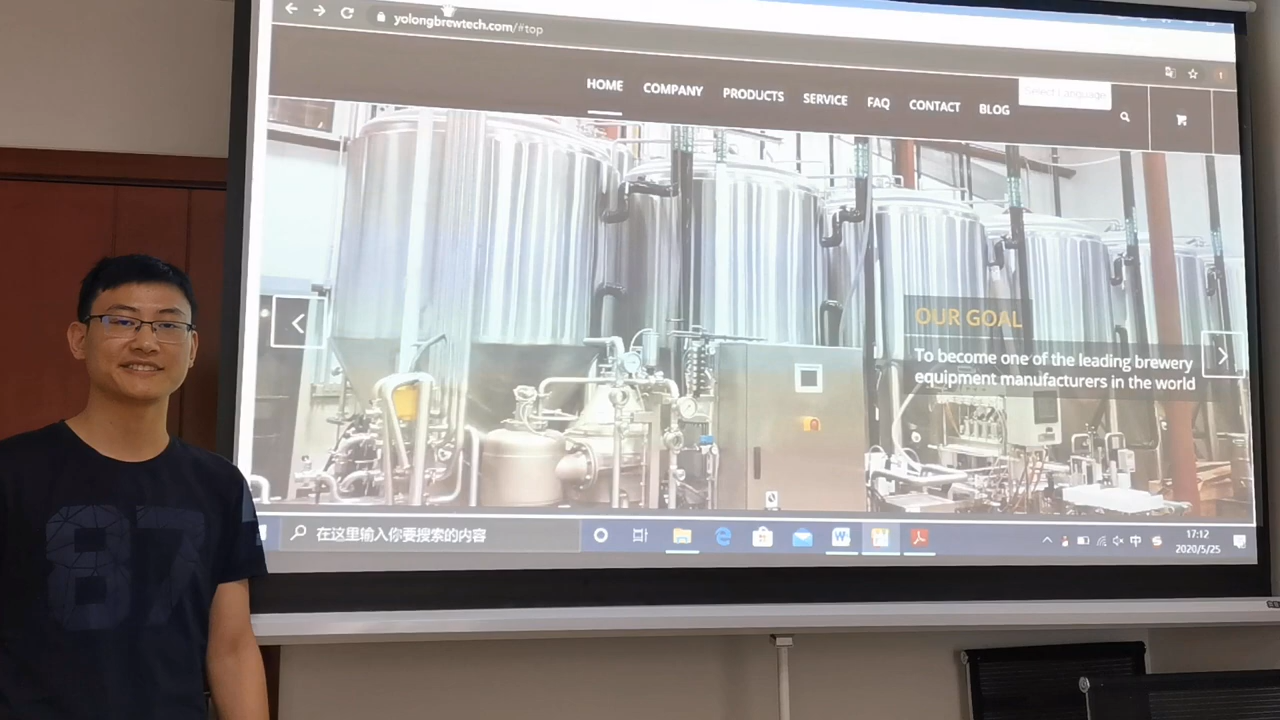 yolongbrewtech.com/#top
HOME COMPANY PRODUCTS SERVICE FAQ CONTACT BLOG
Select Language
OUR GOAL
To become one of the leading brewery
equipment manufacturers in the world
87
在这里输入你要搜索的内容
中
17:12
2020/5/25